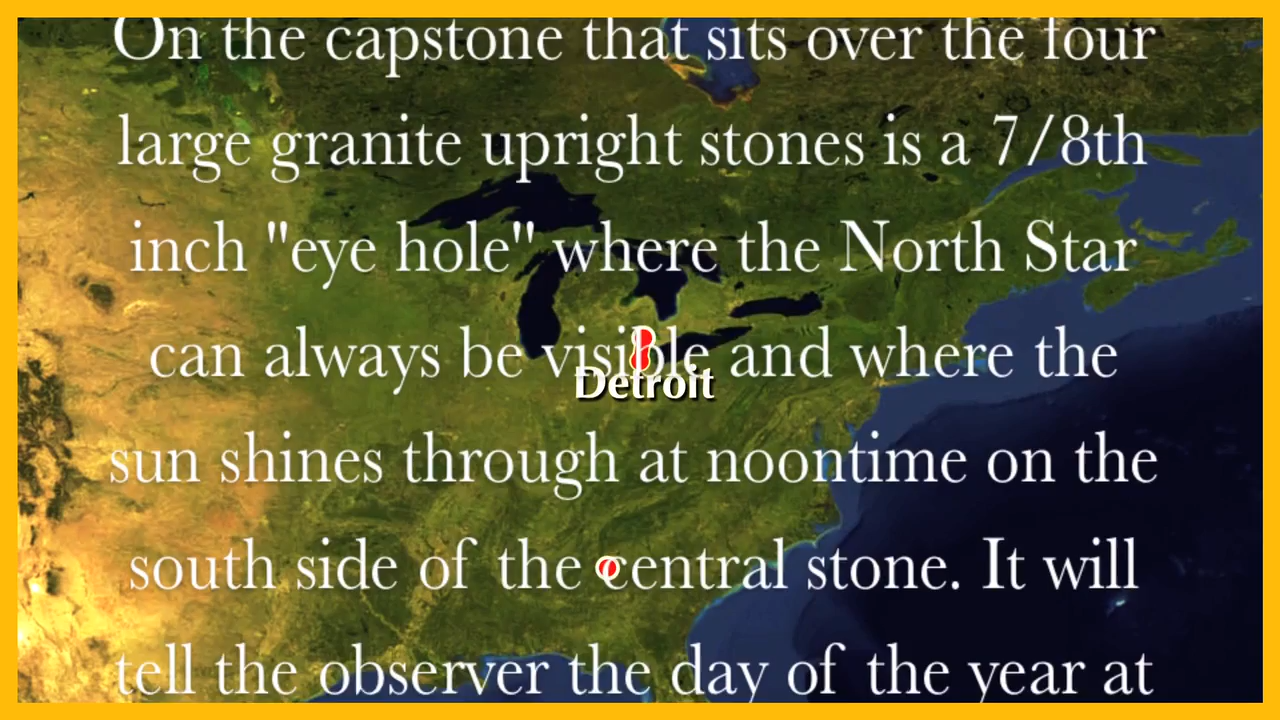 On the capstone that sits over the four
large granite upright stones is a 7/8th
inch "eye hole" where the North Star
can always be visible and where the
Detroit
sun shines through at noontime on the
south side of the central stone. It will
tell the observer the day of the year at